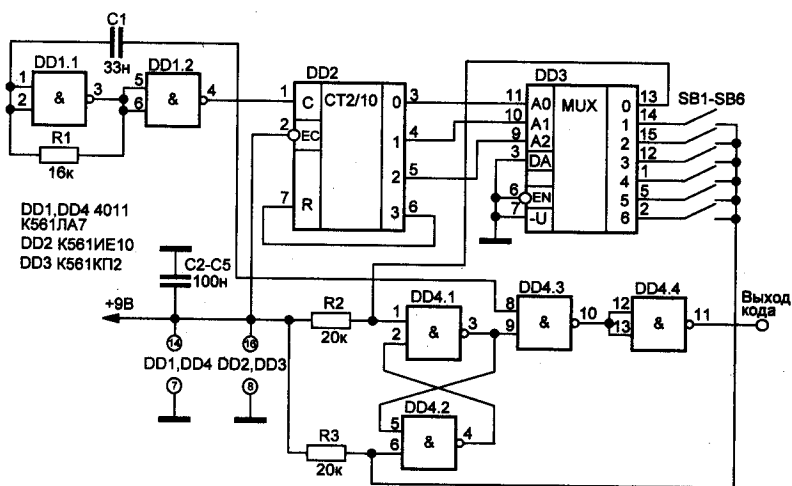 C1
33н
DD1.1
1
2
&
3
DD1.2
5
6
&
4
R1
16к
DD2
1 C CT2/10 0 3
2 EC
1 4
2 5
7 R 3 6
DD3
11 A0 MUX 0 13
10 A1 1 14
9 A2 2 15
3 DA 3 12
4 1
6 EN 5 5
7 -U 6 2
SB1-SB6
DD1,DD4 4011
К561ЛА7
DD2 К561ИЕ10
DD3 К561КП2
C2-C5
100н
+9В
14
16
DD1,DD4
DD2,DD3
7
8
R2
20к
DD4.1
1
2
&
3
DD4.2
5
6
&
4
R3
20к
DD4.3
8
9
&
10
DD4.4
12
13
&
11
Выход
кода